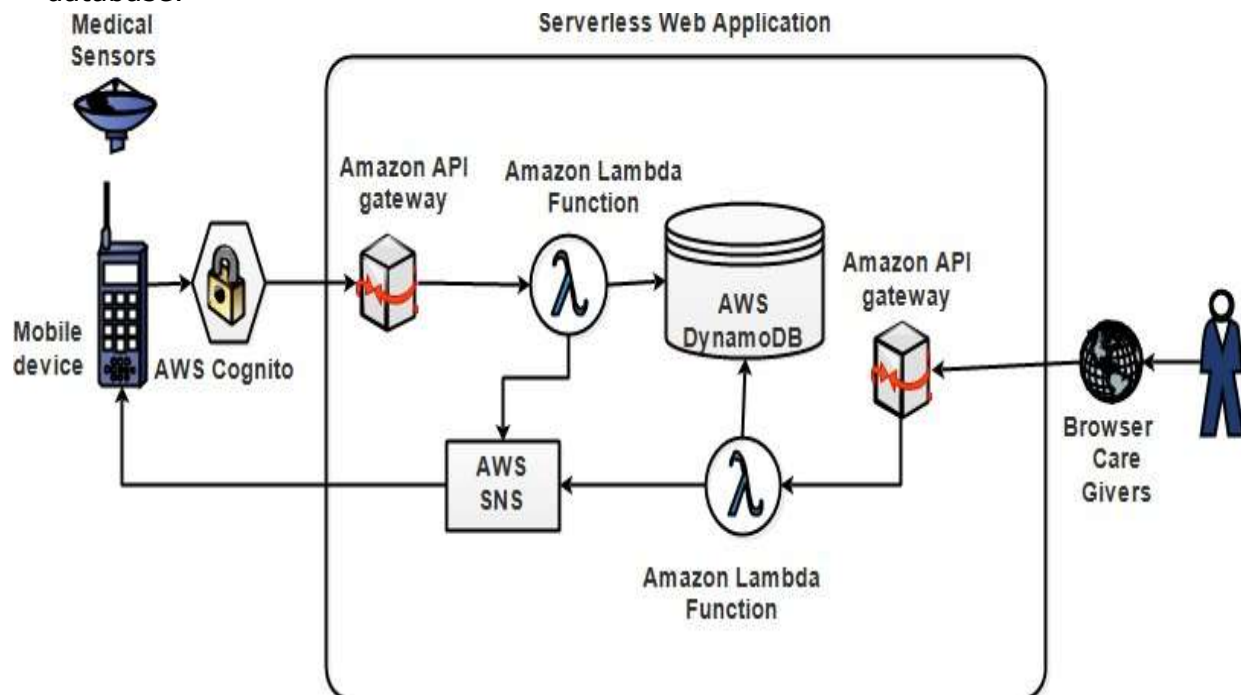 database.
Medical
Sensors
Serverless Web Application
Amazon API
gateway
Amazon Lambda
Function
AWS
DynamoDB
Amazon API
gateway
Mobile
device
AWS Cognito
AWS
SNS
Browser
Care
Givers
Amazon Lambda
Function